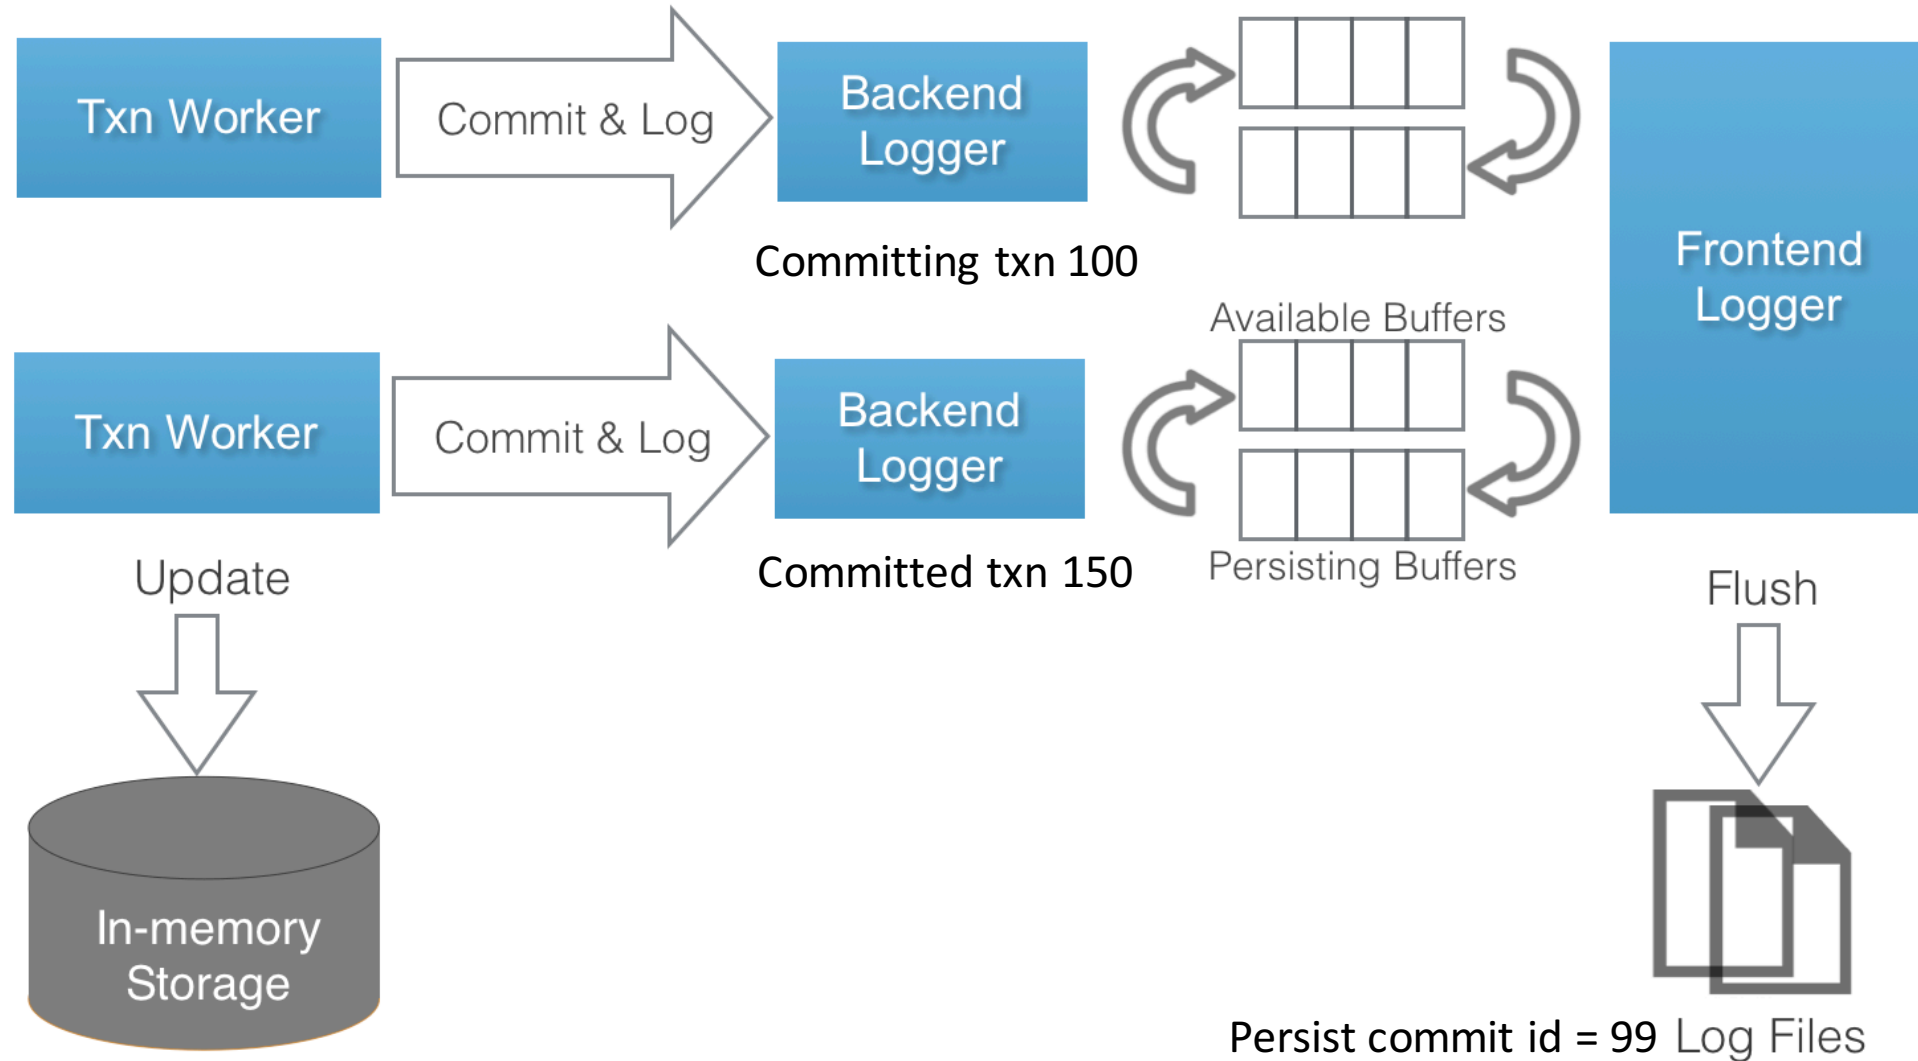 Txn Worker
Commit & Log
Backend
Logger
Committing txn 100
Frontend
Logger
Available Buffers
Txn Worker
Commit & Log
Backend
Logger
Committed txn 150
Persisting Buffers
Update
Flush
In-memory
Storage
Persist commit id = 99
Log Files